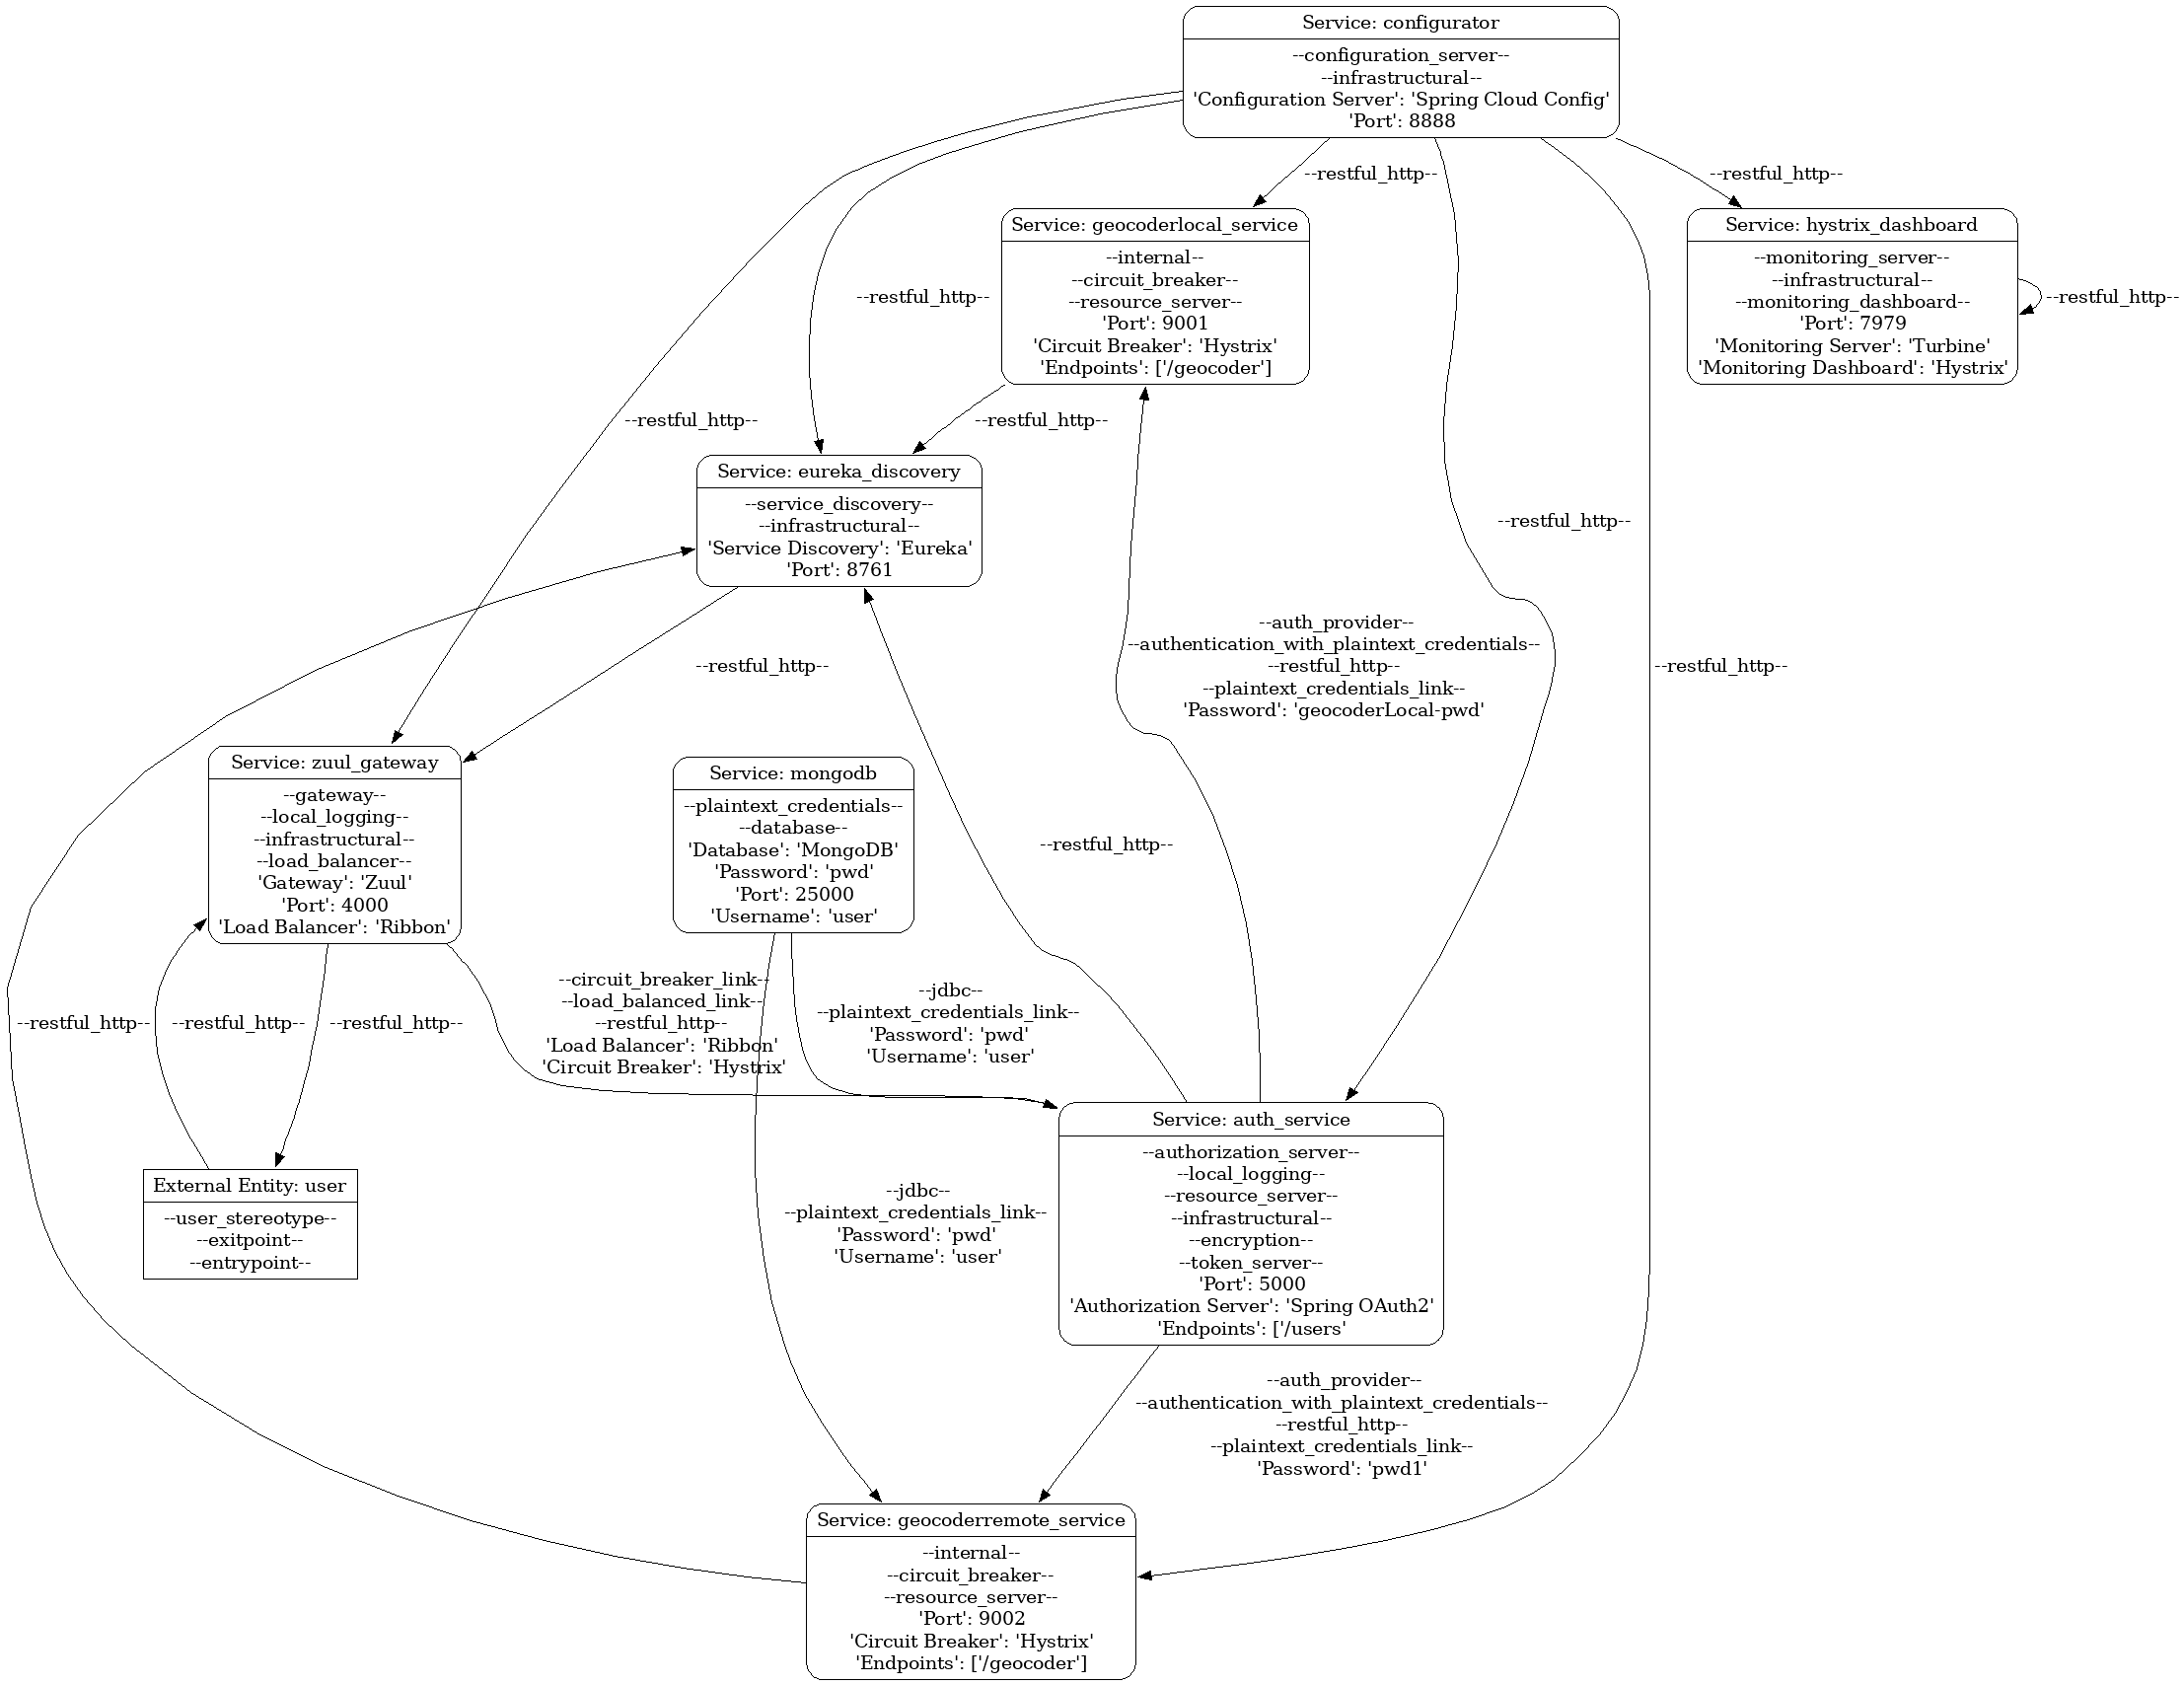 Service: configurator
--configuration_server--
--infrastructural--
'Configuration Server': 'Spring Cloud Config'
'Port': 8888
--restful_http--
--restful_http--
Service: geocoderlocal_service
--internal--
--circuit_breaker--
--resource_server--
'Port': 9001
'Circuit Breaker': 'Hystrix'
'Endpoints': ['/geocoder']
Service: hystrix_dashboard
--monitoring_server--
--infrastructural--
--monitoring_dashboard--
'Port': 7979
'Monitoring Server': 'Turbine'
'Monitoring Dashboard': 'Hystrix'
--restful_http--
--restful_http--
--restful_http--
--restful_http--
Service: eureka_discovery
--service_discovery--
--infrastructural--
'Service Discovery': 'Eureka'
'Port': 8761
--restful_http--
--auth_provider--
--authentication_with_plaintext_credentials--
--restful_http--
--plaintext_credentials_link--
'Password': 'geocoderLocal-pwd'
--restful_http--
--restful_http--
Service: zuul_gateway
--gateway--
--local_logging--
--infrastructural--
--load_balancer--
'Gateway': 'Zuul'
'Port': 4000
'Load Balancer': 'Ribbon'
Service: mongodb
--plaintext_credentials--
--database--
'Database': 'MongoDB'
'Password': 'pwd'
'Port': 25000
'Username': 'user'
--restful_http--
--restful_http--
--restful_http--
--restful_http--
--circuit_breaker_link--
--load_balanced_link--
--restful_http--
'Load Balancer': 'Ribbon'
'Circuit Breaker': 'Hystrix'
--jdbc--
--plaintext_credentials_link--
'Password': 'pwd'
'Username': 'user'
External Entity: user
--user_stereotype--
--exitpoint--
--entrypoint--
--jdbc--
--plaintext_credentials_link--
'Password': 'pwd'
'Username': 'user'
Service: auth_service
--authorization_server--
--local_logging--
--resource_server--
--infrastructural--
--encryption--
--token_server--
'Port': 5000
'Authorization Server': 'Spring OAuth2'
'Endpoints': ['/users'
--auth_provider--
--authentication_with_plaintext_credentials--
--restful_http--
--plaintext_credentials_link--
'Password': 'pwd1'
Service: geocoderremote_service
--internal--
--circuit_breaker--
--resource_server--
'Port': 9002
'Circuit Breaker': 'Hystrix'
'Endpoints': ['/geocoder']